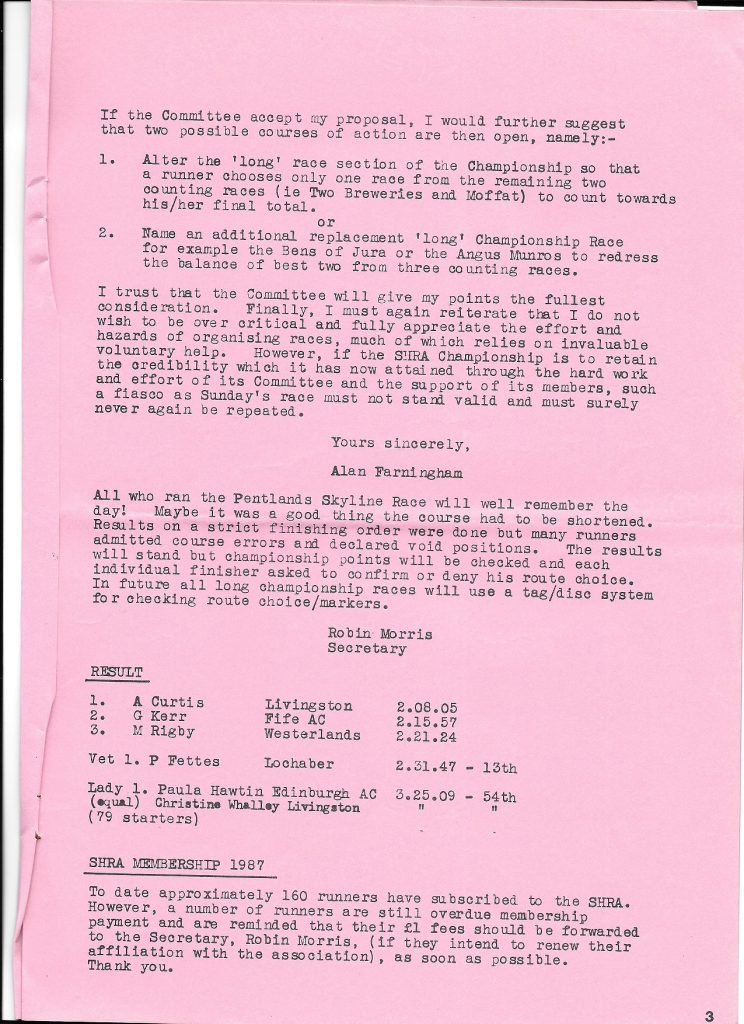 If the Committee accept my proposal, I would further suggest
that two possible courses of action are then open, namely:-
1. Alter the 'long' race section of the Championship so that
a runner chooses only one race from the remaining two
counting races (ie Two Breweries and Moffat) to count towards
his/her final total.
or
2. Name an additional replacement 'long' Championship Race
for example the Bens of Jura or the Angus Munros to redress
the balance of best two from three counting races.
I trust that the Committee will give my points the fullest
consideration. Finally, I must again reiterate that I do not
wish to be over critical and fully appreciate the effort and
hazards of organising races, much of which relies on invaluable
voluntary help. However, if the SHRA Championship is to retain
the credibility which it has now attained through the hard work
and effort of its Committee and the support of its members, such
a fiasco as Sunday's race must not stand valid and must surely
never again be repeated.
Yours sincerely,
Alan Farningham
All who ran the Pentlands Skyline Race will well remember the
day! Maybe it was a good thing the course had to be shortened.
Results on a strict finishing order were done but many runners
admitted course errors and declared void positions. The results
will stand but championship points will be checked and each
individual finisher asked to confirm or deny his route choice.
In future all long championship races will use a tag/disc system
for checking route choice/markers.
Robin Morris
Secretary
RESULT
1. A Curtis Livingston 2.08.05
2. G Kerr Fife AC 2.15.57
3. M Rigby Westerlands 2.21.24
Vet 1. P Fettes Lochaber 2.31.47 - 13th
Lady 1. Paula Hawtin Edinburgh AC 3.25.09 - 54th
(equal) Christine Whalley Livingston " "
(79 starters)
SHRA MEMBERSHIP 1987
To date approximately 160 runners have subscribed to the SHRA.
However, a number of runners are still overdue membership
payment and are reminded that their £1 fees should be forwarded
to the Secretary, Robin Morris, (if they intend to renew their
affiliation with the association), as soon as possible.
Thank you.
3